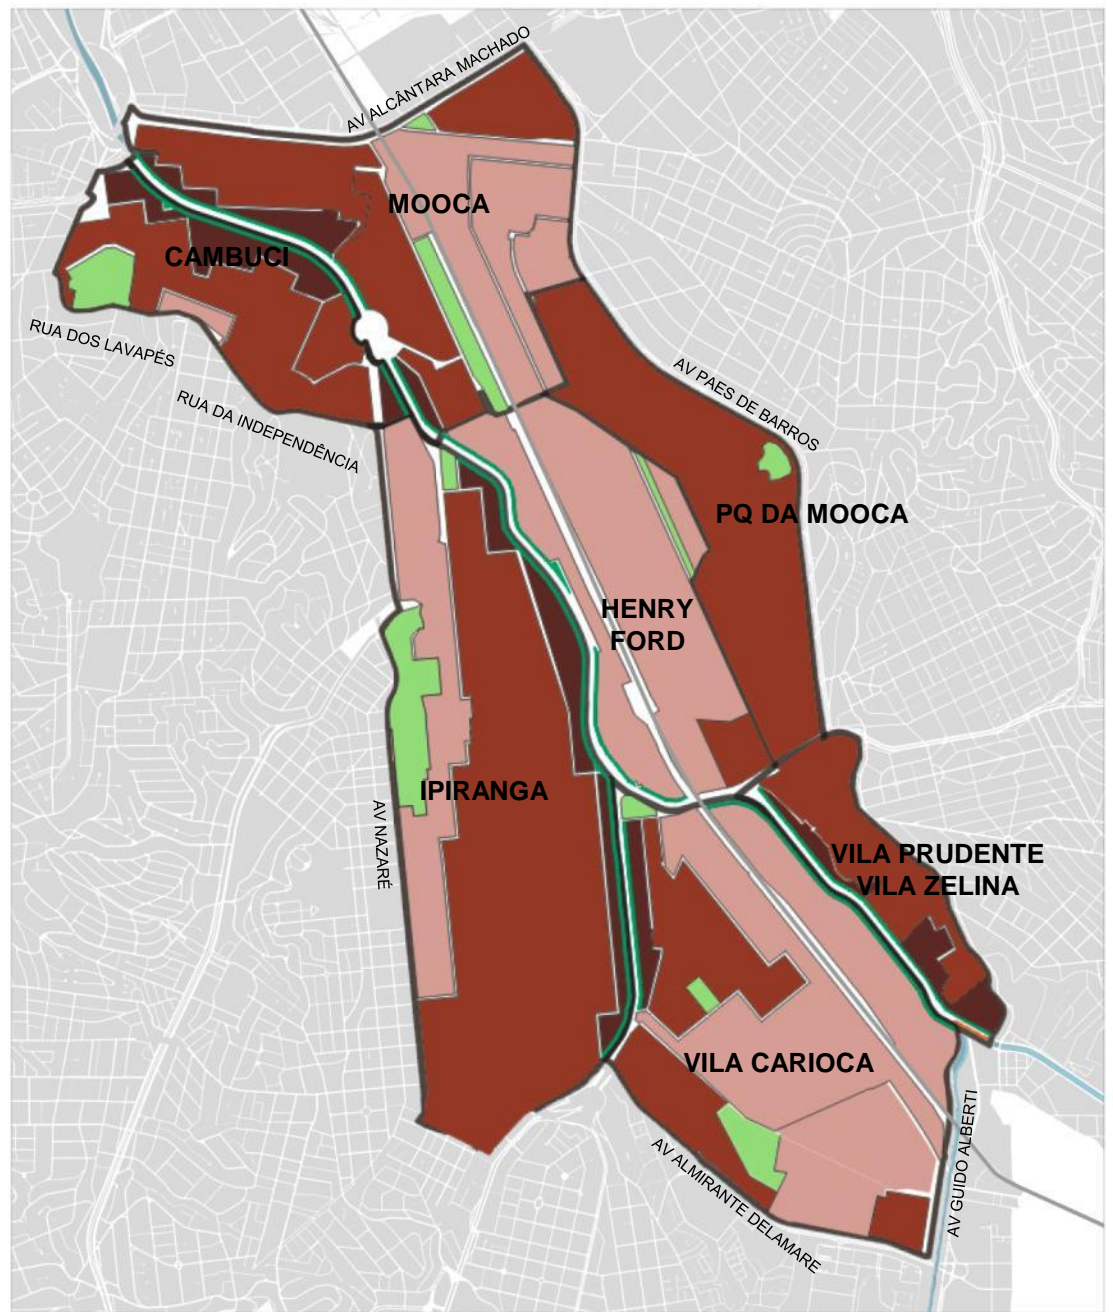 AV ALCÂNTARA MACHADO
MOOCA
CAMBUCI
RUA DOS LAVAPÉS
RUA DA INDEPENDÊNCIA
AV PAES DE BARROS
PQ DA MOOCA
HENRY
FORD
IPIRANGA
AV NAZARÉ
VILA PRUDENTE
VILA ZELINA
VILA CARIOCA
AV GUIDO ALBERTI
AV ALMIRANTE DELAMARE